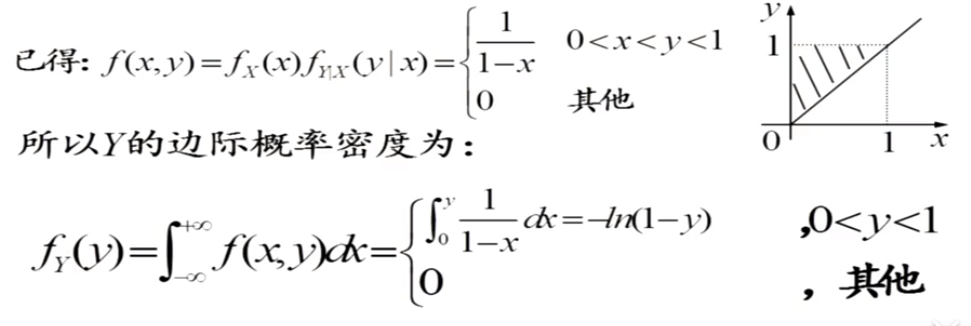 已得: f(x,y)=f_X(x)f_{Y|X}(y|x)={ 1/(1-x) 0<x<y<1
0 其他
y
1
0 1 x
所以Y的边际概率密度为:
f_Y(y)=∫_{-∞}^{+∞} f(x,y)dx={ ∫_0^y 1/(1-x) dx=-ln(1-y) ,0<y<1
0 ，其他